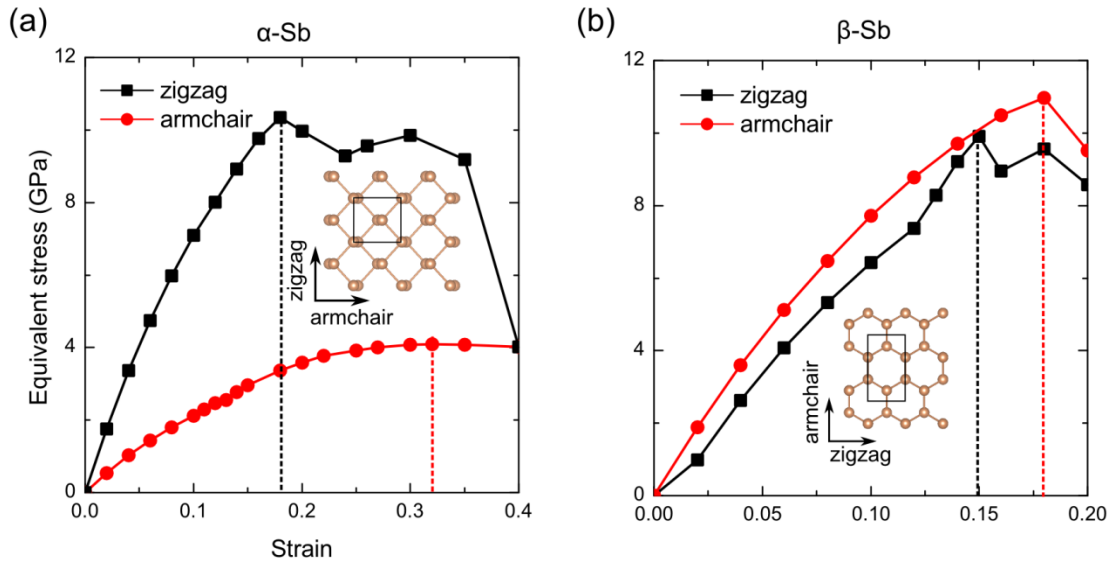 (a)
α-Sb
zigzag
armchair
Equivalent stress (GPa)
12
8
4
0
zigzag
armchair
0.0
0.1
0.2
0.3
0.4
Strain
(b)
β-Sb
zigzag
armchair
12
8
4
0
armchair
zigzag
0.00
0.05
0.10
0.15
0.20